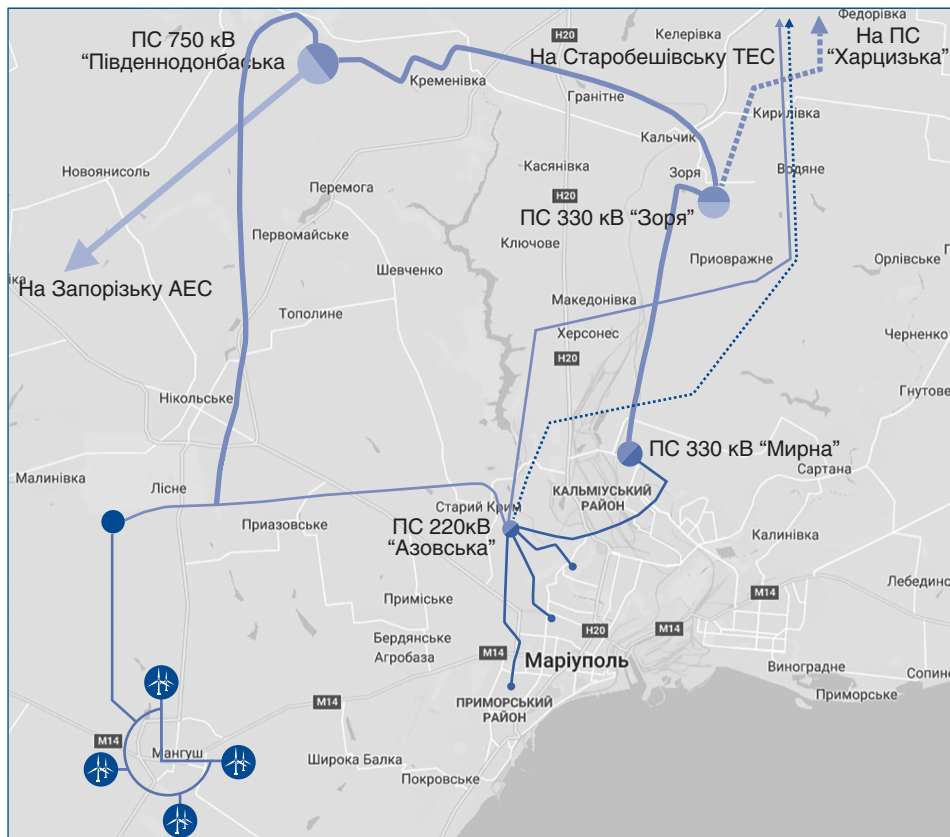 Федорівка
ПС 750 кВ
“Південнодонбаська
H20
Келерівка
На ПС
“Харцизька”
На Старобешівську ТЕС
Кременівка
Гранітне
Кирилівка
Кальчик
Новоянисоль
Касянівка
Зоря
Водяне
Перемога
H20
ПС 330 кВ “Зоря”
Первомайське
Ключове
Приовражне
Орлівське
іка
Шевченко
На Запорізьку АЕС
Македонівка
Тополине
Херсонес
Черненко
H20
Гнутове
Нікольське
ПС 330 кВ “Мирна”
Малинівка
Лісне
Сартана
КАЛЬМІУСЬКИЙ
РАЙОН
Старий Крим
Приазовське
ПС 220кВ
“Азовська”
Калинівка
Лебединс
M14
Приміське
Бердянське
Агробаза
H20
M14
M14
Маріуполь
Виноградне
Сопине
ПРИМОРСЬКИЙ
РАЙОН
Приморське
M14
Мангуш
Широка Балка
Покровське